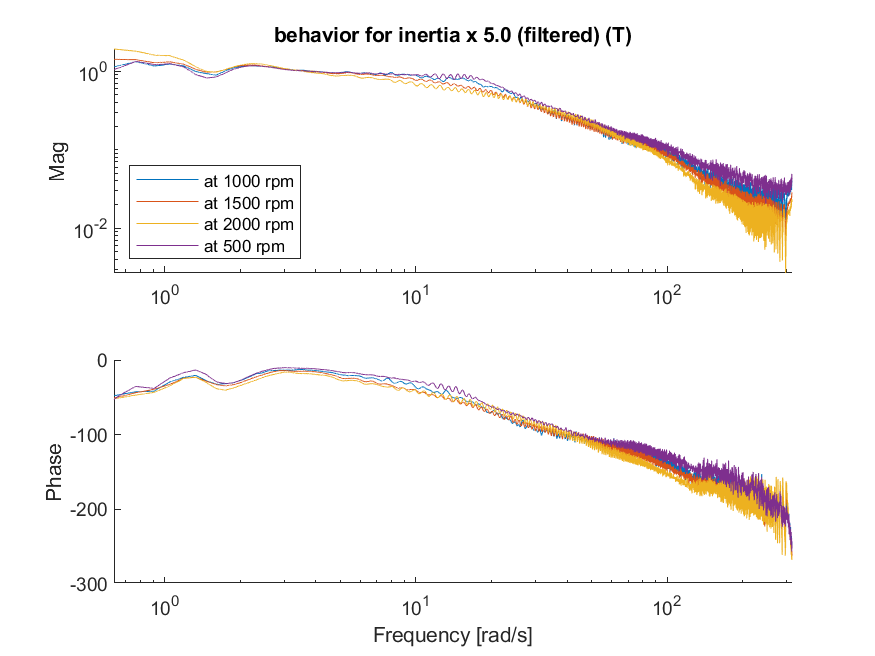 behavior for inertia x 5.0 (filtered) (T)
Mag
10^0
10^-2
at 1000 rpm
at 1500 rpm
at 2000 rpm
at 500 rpm
10^0
10^1
10^2
Phase
0
-100
-200
-300
10^0
10^1
10^2
Frequency [rad/s]